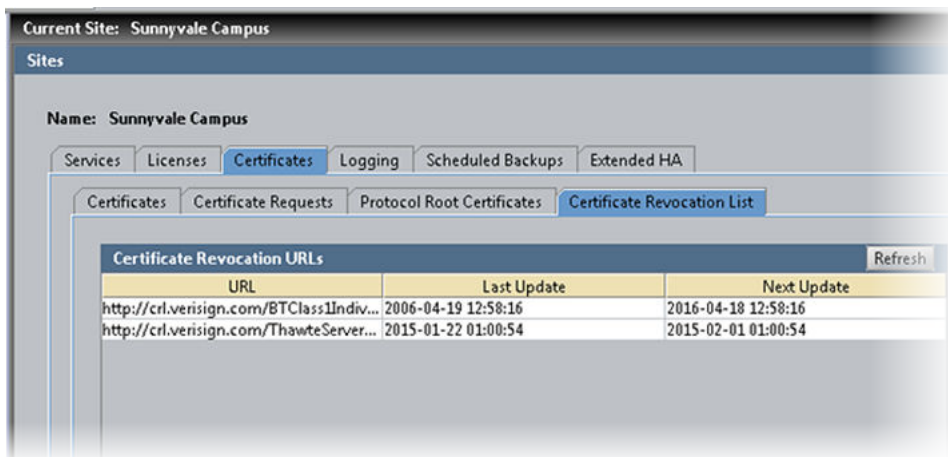 Current Site: Sunnyvale Campus
Sites
Name: Sunnyvale Campus
Services Licenses Certificates Logging Scheduled Backups Extended HA
Certificates Certificate Requests Protocol Root Certificates Certificate Revocation List
Certificate Revocation URLs Refresh
URL Last Update Next Update
http://crl.verisign.com/BTClass1Indiv... 2006-04-19 12:58:16 2016-04-18 12:58:16
http://crl.verisign.com/ThawteServer... 2015-01-22 01:00:54 2015-02-01 01:00:54